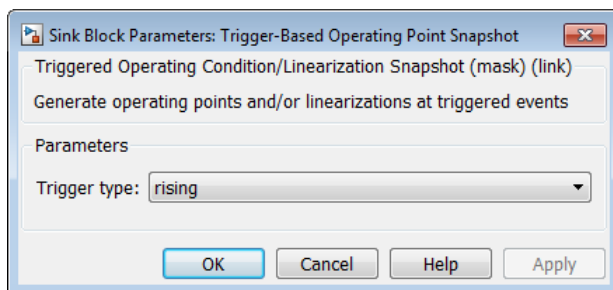 Sink Block Parameters: Trigger-Based Operating Point Snapshot
Triggered Operating Condition/Linearization Snapshot (mask) (link)
Generate operating points and/or linearizations at triggered events
Parameters
Trigger type: rising
OK Cancel Help Apply